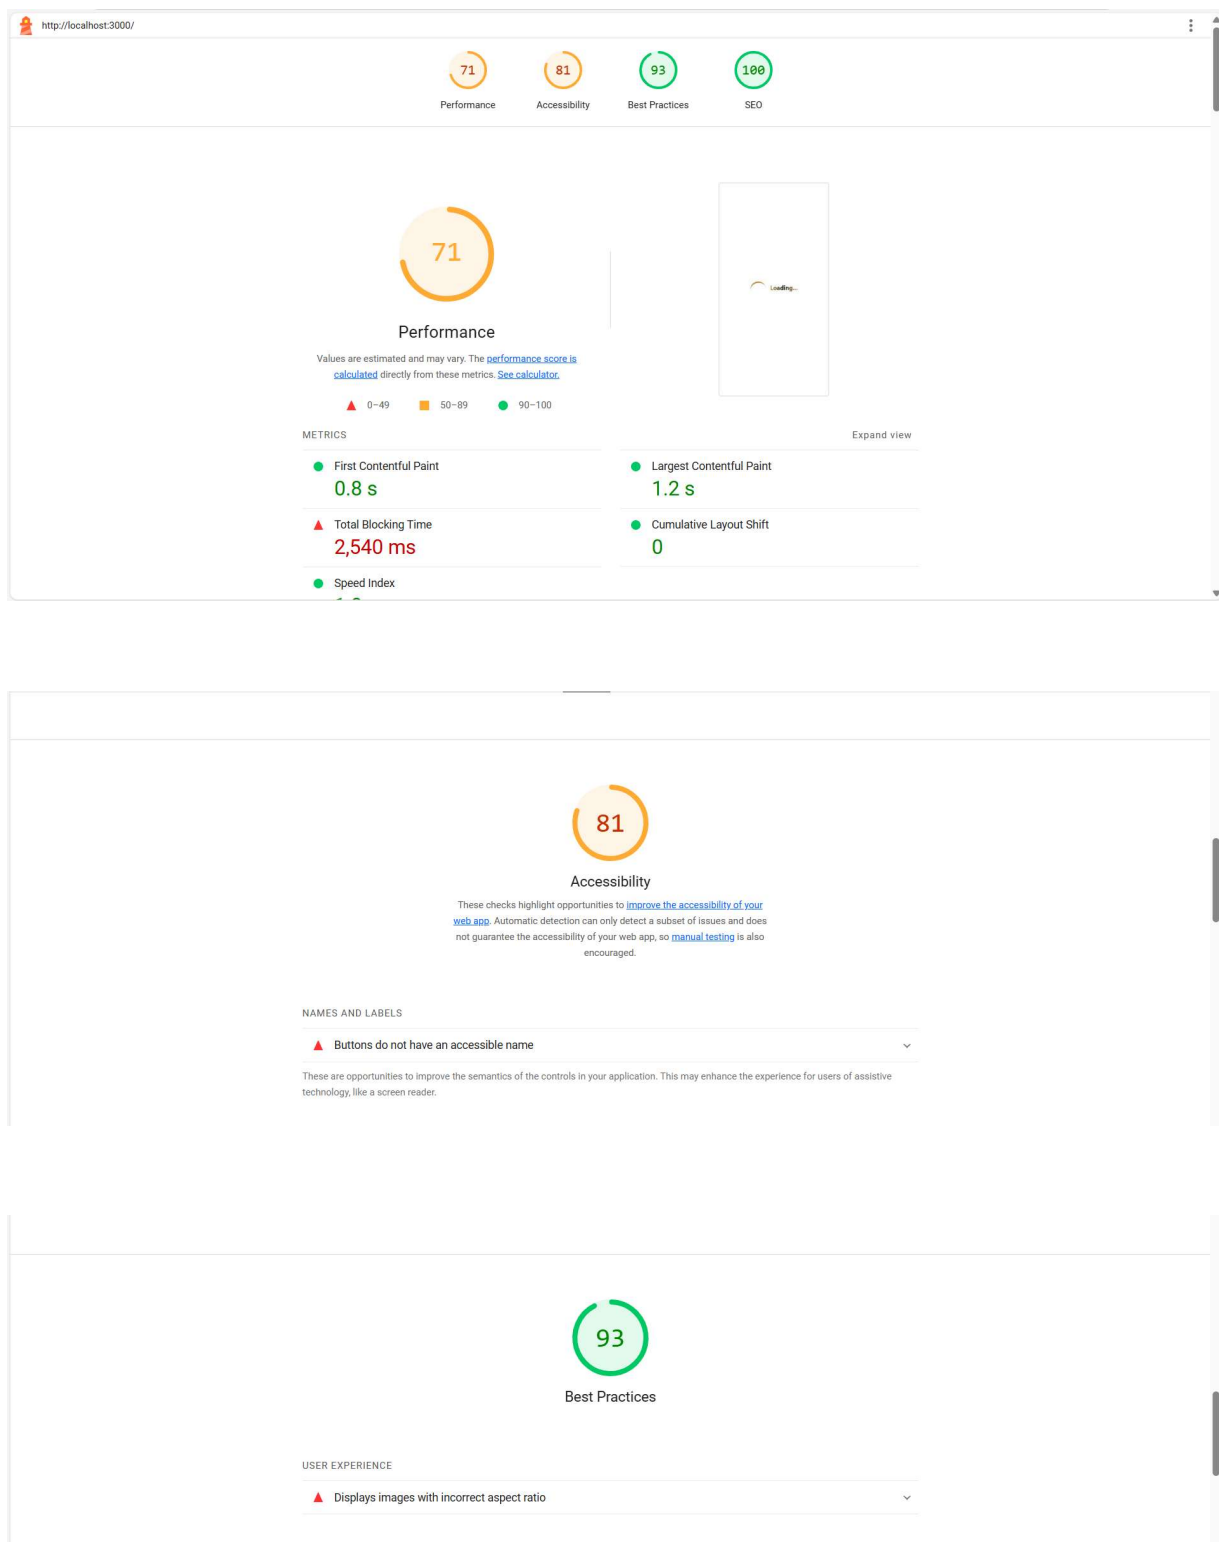 http://localhost:3000/
71
81
93
100
Performance
Accessibility
Best Practices
SEO
71
Performance
Values are estimated and may vary. The performance score is
calculated directly from these metrics. See calculator.
0–49
50–89
90–100
Loading...
METRICS
Expand view
First Contentful Paint
0.8 s
Largest Contentful Paint
1.2 s
Total Blocking Time
2,540 ms
Cumulative Layout Shift
0
Speed Index
81
Accessibility
These checks highlight opportunities to improve the accessibility of your
web app. Automatic detection can only detect a subset of issues and does
not guarantee the accessibility of your web app, so manual testing is also
encouraged.
NAMES AND LABELS
Buttons do not have an accessible name
These are opportunities to improve the semantics of the controls in your application. This may enhance the experience for users of assistive
technology, like a screen reader.
93
Best Practices
USER EXPERIENCE
Displays images with incorrect aspect ratio